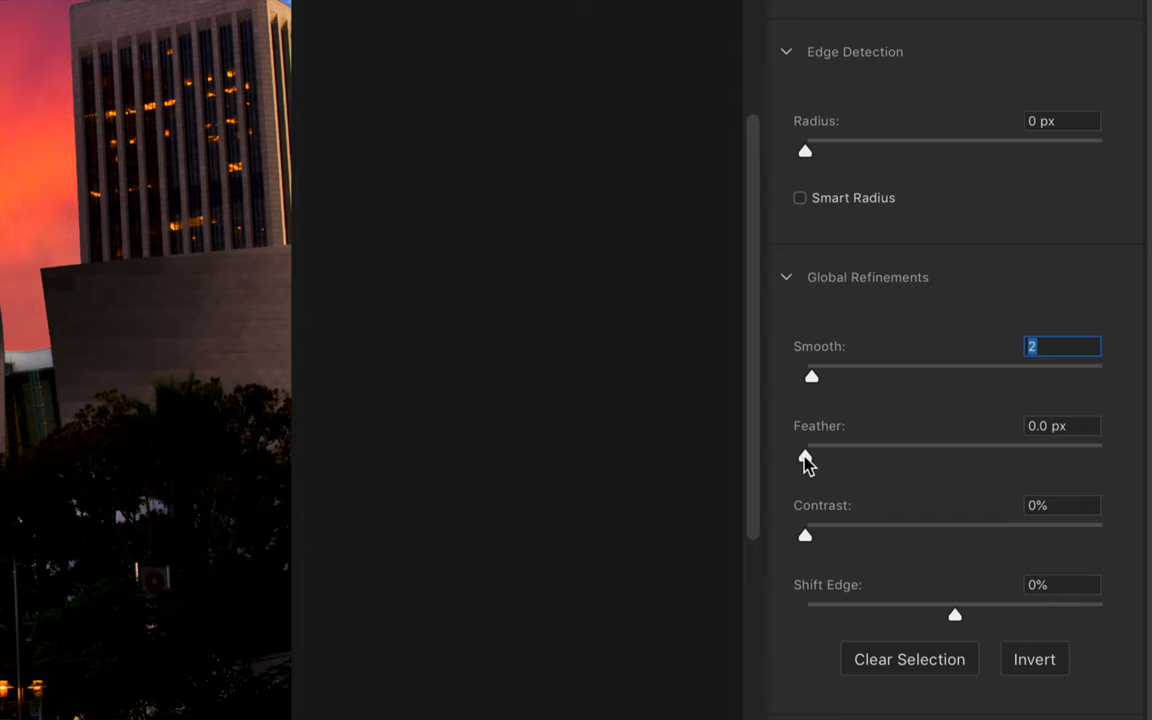 Edge Detection
Radius: 0 px
Smart Radius
Global Refinements
Smooth: 2
Feather: 0.0 px
Contrast: 0%
Shift Edge: 0%
Clear Selection Invert